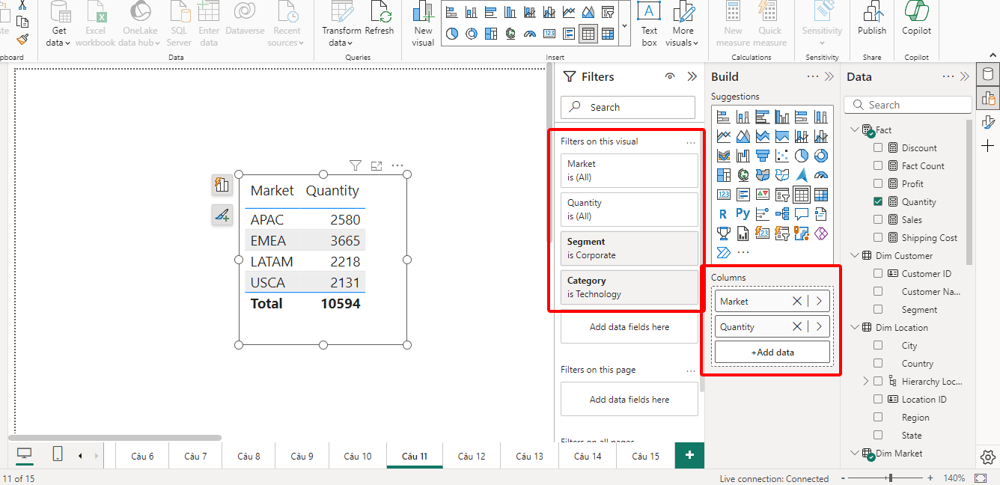 Get
data
Excel
workbook
OneLake
data hub
SQL
Server
Enter
data
Dataverse
Recent
sources
Transform
data
Refresh
New
visual
Text
box
More
visuals
New
measure
Quick
measure
Sensitivity
Publish
Copilot
Data
Queries
Insert
Calculations
Sensitivity
Share
Copilot
Market Quantity
APAC 2580
EMEA 3665
LATAM 2218
USCA 2131
Total 10594
Filters
Search
Filters on this visual
Market
is (All)
Quantity
is (All)
Segment
is Corporate
Category
is Technology
Add data fields here
Filters on this page
Add data fields here
Build
Suggestions
123
R
Py
123
Columns
Market
Quantity
+Add data
Data
Search
Fact
Discount
Fact Count
Profit
Quantity
Sales
Shipping Cost
Dim Customer
Customer ID
Customer Na...
Segment
Dim Location
City
Country
Hierarchy Loc...
Location ID
Region
State
Dim Market
Câu 6
Câu 7
Câu 8
Câu 9
Câu 10
Câu 11
Câu 12
Câu 13
Câu 14
Câu 15
11 of 15
Live connection: Connected
- + 140%